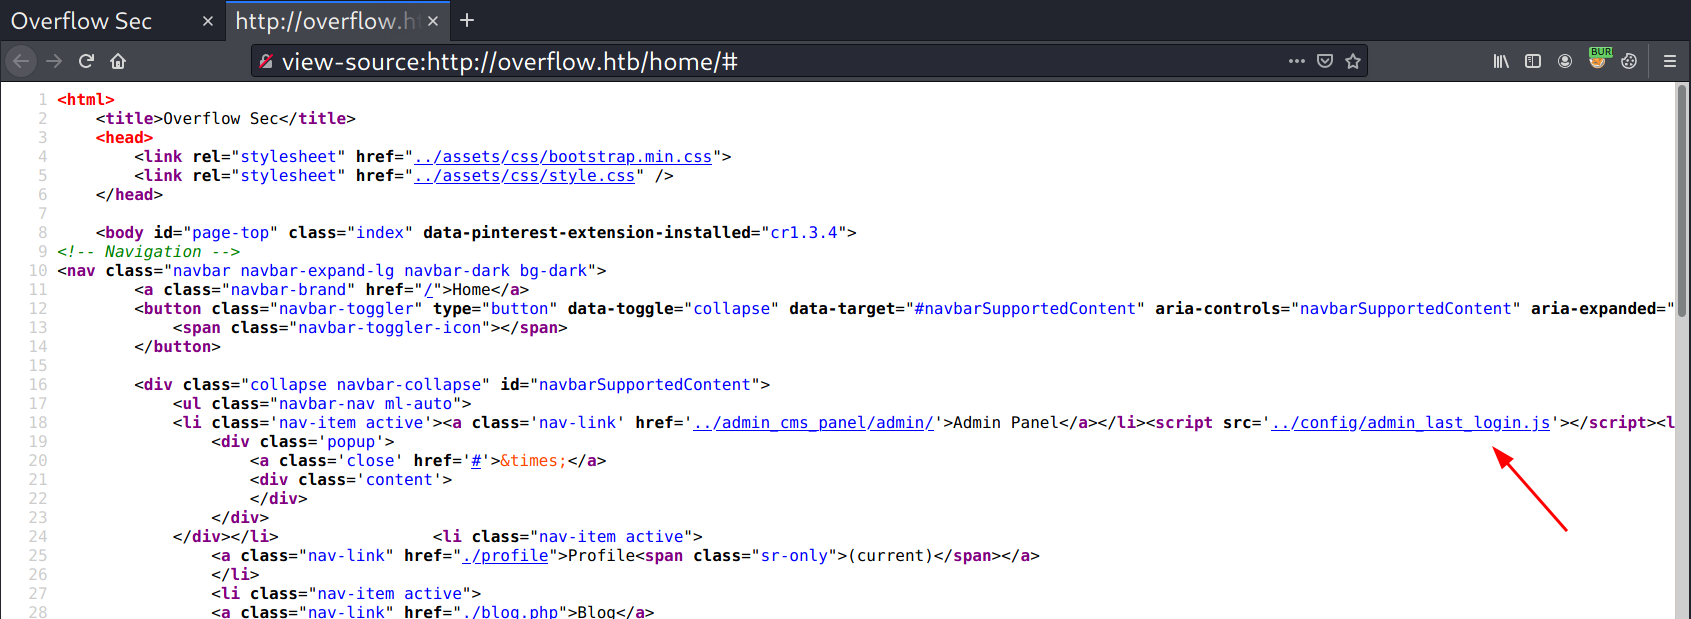 Overflow Sec × http://overflow.ht × +
view-source:http://overflow.htb/home/# BUR
1 <html>
2 <title>Overflow Sec</title>
3 <head>
4 <link rel="stylesheet" href="../assets/css/bootstrap.min.css">
5 <link rel="stylesheet" href="../assets/css/style.css" />
6 </head>
7
8 <body id="page-top" class="index" data-pinterest-extension-installed="cr1.3.4">
9 <!-- Navigation -->
10 <nav class="navbar navbar-expand-lg navbar-dark bg-dark">
11 <a class="navbar-brand" href="/">Home</a>
12 <button class="navbar-toggler" type="button" data-toggle="collapse" data-target="#navbarSupportedContent" aria-controls="navbarSupportedContent" aria-expanded="
13 <span class="navbar-toggler-icon"></span>
14 </button>
15
16 <div class="collapse navbar-collapse" id="navbarSupportedContent">
17 <ul class="navbar-nav ml-auto">
18 <li class='nav-item active'><a class='nav-link' href='../admin_cms_panel/admin/'>Admin Panel</a></li><script src='../config/admin_last_login.js'></script><l
19 <div class='popup'>
20 <a class='close' href='#'>&times;</a>
21 <div class='content'>
22 </div>
23 </div>
24 </div></li> <li class="nav-item active">
25 <a class="nav-link" href="./profile">Profile<span class="sr-only">(current)</span></a>
26 </li>
27 <li class="nav-item active">
28 <a class="nav-link" href="./blog.php">Blog</a>